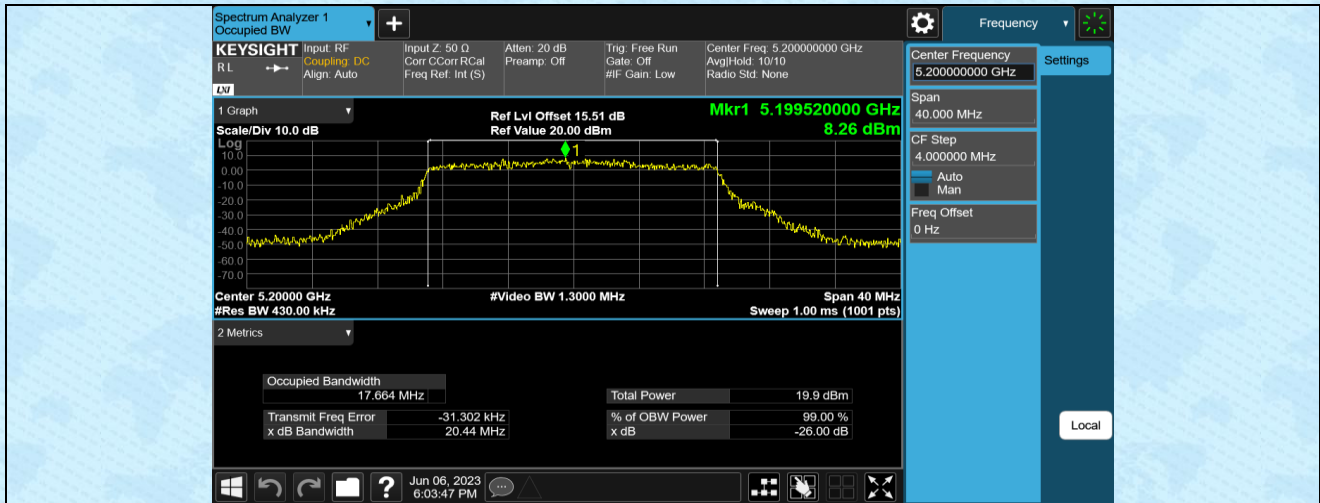 Spectrum Analyzer 1
Occupied BW
Frequency
KEYSIGHT
R L
LXI
Input: RF
Coupling: DC
Align: Auto
Input Z: 50 Ω
Corr CCorr RCal
Freq Ref: Int (S)
Atten: 20 dB
Preamp: Off
Trig: Free Run
Gate: Off
#IF Gain: Low
Center Freq: 5.200000000 GHz
Avg|Hold: 10/10
Radio Std: None
Center Frequency
5.200000000 GHz
Settings
Span
40.000 MHz
CF Step
4.000000 MHz
Auto
Man
Freq Offset
0 Hz
1 Graph
Scale/Div 10.0 dB
Ref Lvl Offset 15.51 dB
Ref Value 20.00 dBm
Mkr1 5.199520000 GHz
8.26 dBm
Log
1
10.0
0.00
-10.0
-20.0
-30.0
-40.0
-50.0
-60.0
-70.0
Center 5.20000 GHz
#Video BW 1.3000 MHz
Span 40 MHz
#Res BW 430.00 kHz
Sweep 1.00 ms (1001 pts)
2 Metrics
Occupied Bandwidth
17.664 MHz
Total Power 19.9 dBm
Transmit Freq Error -31.302 kHz
% of OBW Power 99.00 %
x dB Bandwidth 20.44 MHz
x dB -26.00 dB
Local
?
Jun 06, 2023
6:03:47 PM